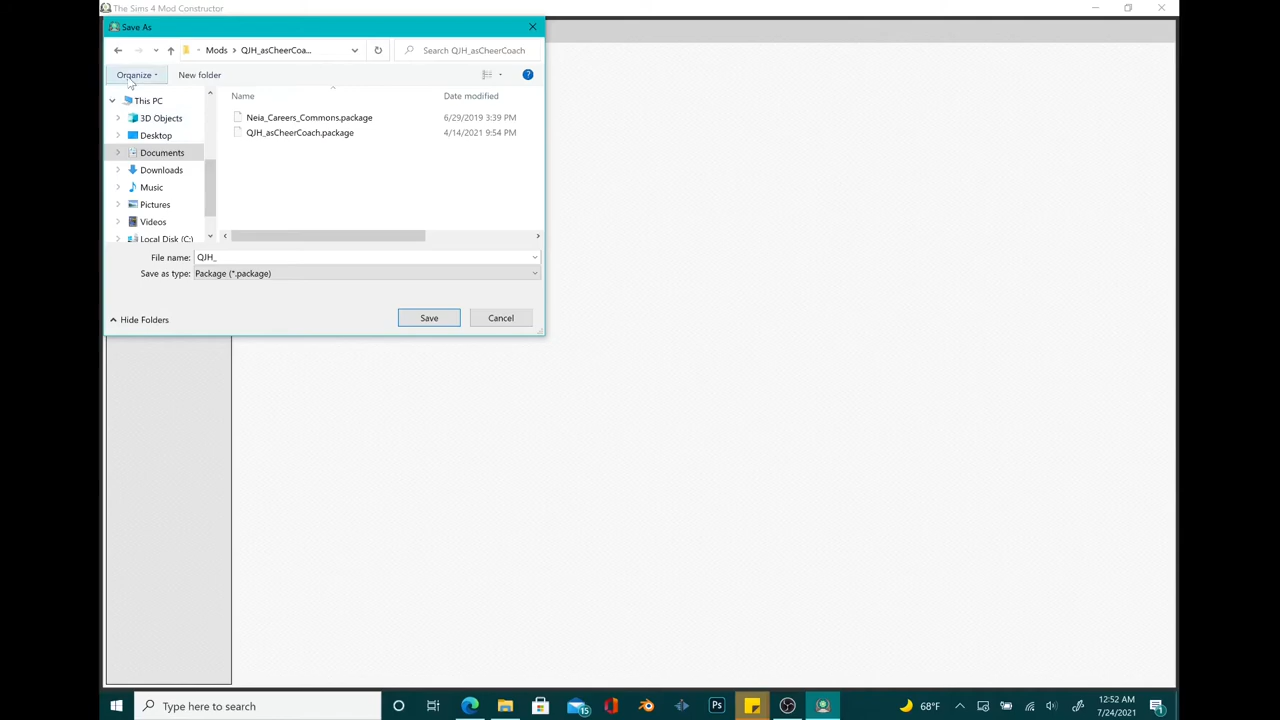 The Sims 4 Mod Constructor
Save As
Mods > QJH_asCheerCoa...
Search QJH_asCheerCoach
Organize
New folder
Name
Date modified
This PC
3D Objects
Desktop
Documents
Downloads
Music
Pictures
Videos
Local Disk (C:)
Neia_Careers_Commons.package 6/29/2019 3:39 PM
QJH_asCheerCoach.package 4/14/2021 9:54 PM
File name: QJH_
Save as type: Package (*.package)
Hide Folders
Save
Cancel
Type here to search
15
Ps
68°F
12:52 AM
7/24/2021
1